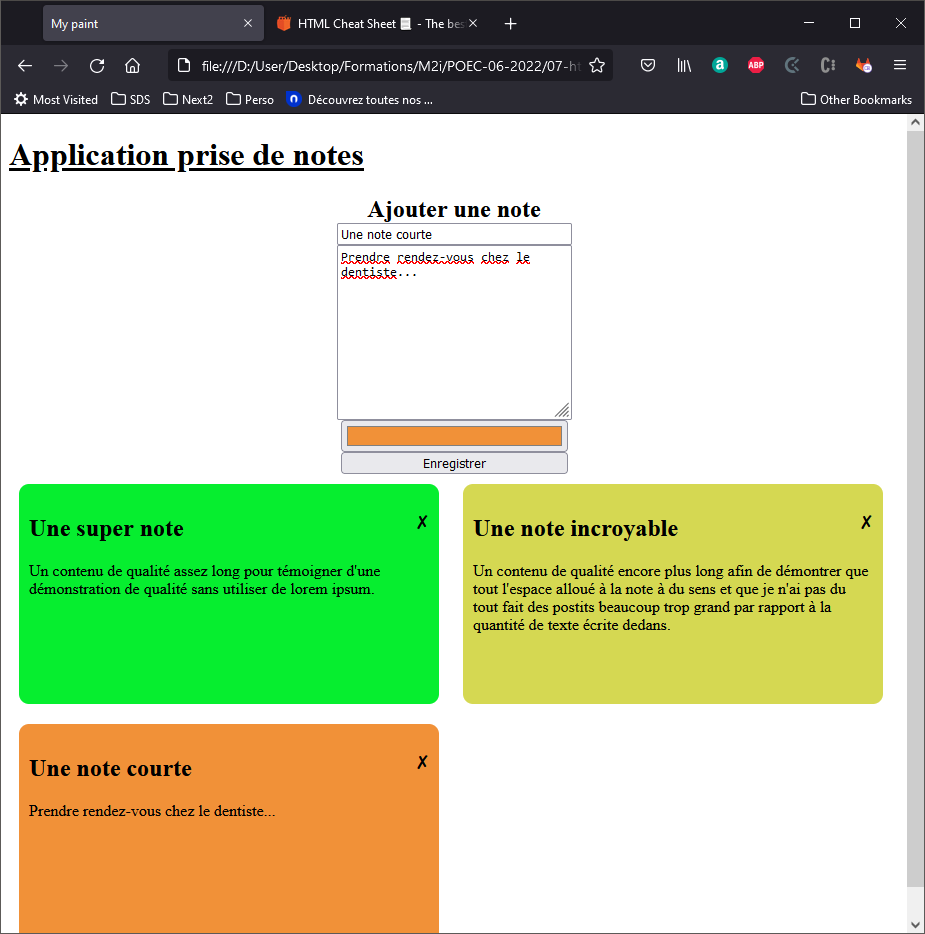 My paint
HTML Cheat Sheet 📃 - The bes
file:///D:/User/Desktop/Formations/M2i/POEC-06-2022/07-ht
ABP
Most Visited SDS Next2 Perso Découvrez toutes nos ... Other Bookmarks
Application prise de notes
Ajouter une note
Une note courte
Prendre rendez-vous chez le
dentiste...
Enregistrer
Une super note ✗
Un contenu de qualité assez long pour témoigner d'une
démonstration de qualité sans utiliser de lorem ipsum.
Une note incroyable ✗
Un contenu de qualité encore plus long afin de démontrer que
tout l'espace alloué à la note à du sens et que je n'ai pas du
tout fait des postits beaucoup trop grand par rapport à la
quantité de texte écrite dedans.
Une note courte ✗
Prendre rendez-vous chez le dentiste...